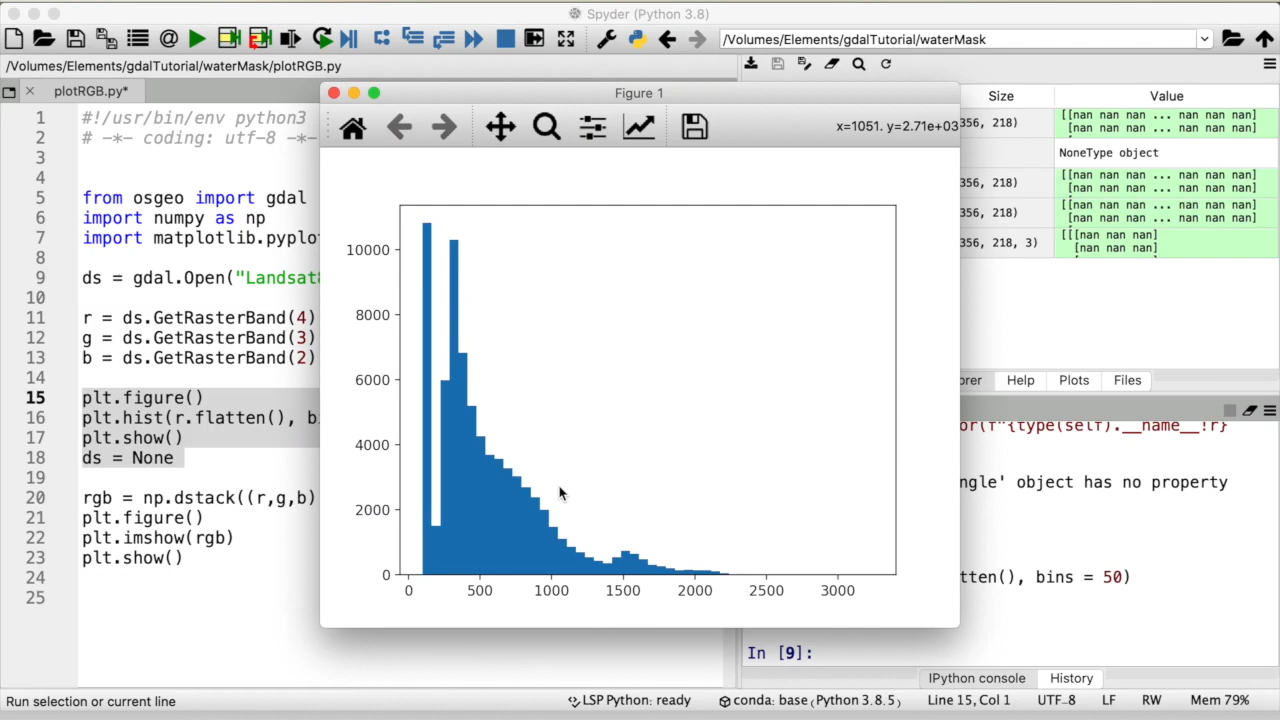 Spyder (Python 3.8)
/Volumes/Elements/gdalTutorial/waterMask
/Volumes/Elements/gdalTutorial/waterMask/plotRGB.py
plotRGB.py*
1 #!/usr/bin/env python3
2 # -*- coding: utf-8 -*-
3
4
5 from osgeo import gdal
6 import numpy as np
7 import matplotlib.pyplot
8
9 ds = gdal.Open("Landsat8
10
11 r = ds.GetRasterBand(4)
12 g = ds.GetRasterBand(3)
13 b = ds.GetRasterBand(2)
14
15 plt.figure()
16 plt.hist(r.flatten(), b
17 plt.show()
18 ds = None
19
20 rgb = np.dstack((r,g,b)
21 plt.figure()
22 plt.imshow(rgb)
23 plt.show()
24
25
Figure 1
x=1051. y=2.71e+03
10000
8000
6000
4000
2000
0
0 500 1000 1500 2000 2500 3000
Size Value
356, 218) [[nan nan nan ... nan nan nan]
[nan nan nan ... nan nan nan]
NoneType object
356, 218) [[nan nan nan ... nan nan nan]
[nan nan nan ... nan nan nan]
356, 218) [[nan nan nan ... nan nan nan]
[nan nan nan ... nan nan nan]
356, 218, 3) [[[nan nan nan]
[nan nan nan]
orer Help Plots Files
or(f"{type(self).__name__!r}
ngle' object has no property
tten(), bins = 50)
In [9]:
IPython console History
Run selection or current line LSP Python: ready conda: base (Python 3.8.5) Line 15, Col 1 UTF-8 LF RW Mem 79%